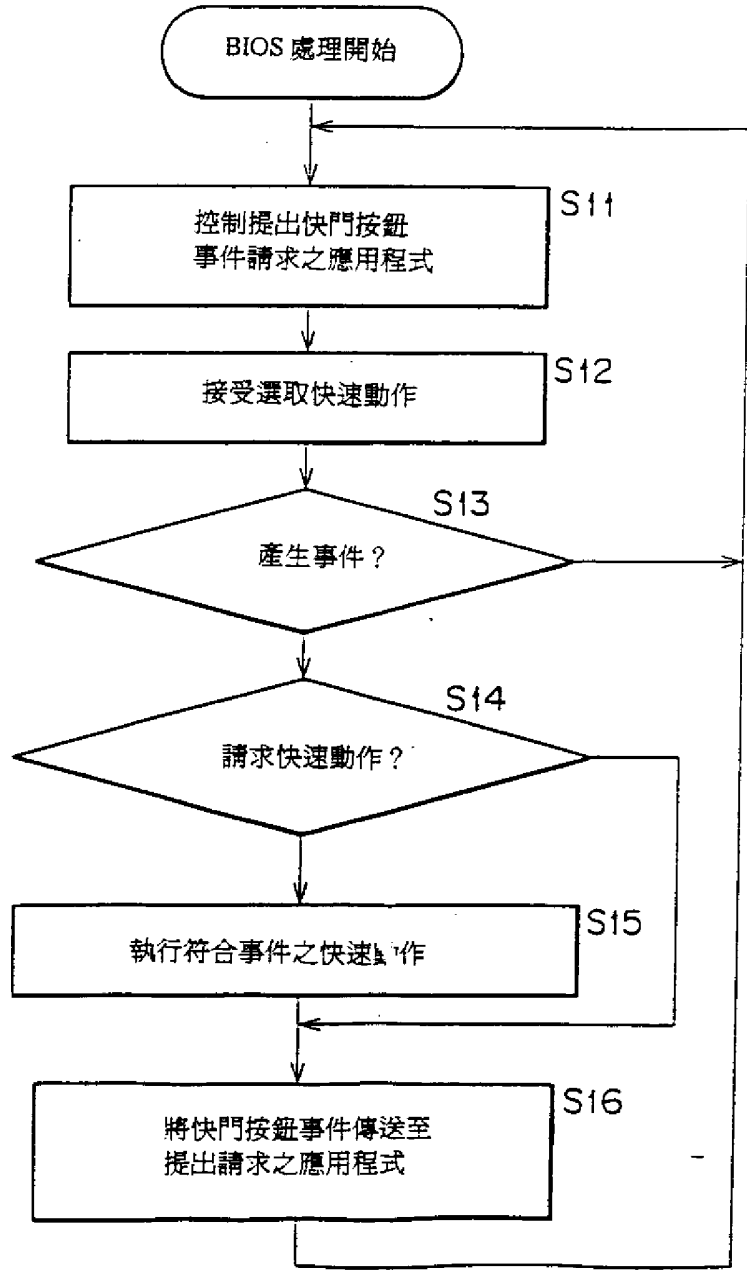 BIOS 處理開始
S11
控制提出快門按鈕
事件請求之應用程式
S12
接受選取快速動作
S13
產生事件？
S14
請求快速動作？
S15
執行符合事件之快速作
S16
將快門按鈕事件傳送至
提出請求之應用程式